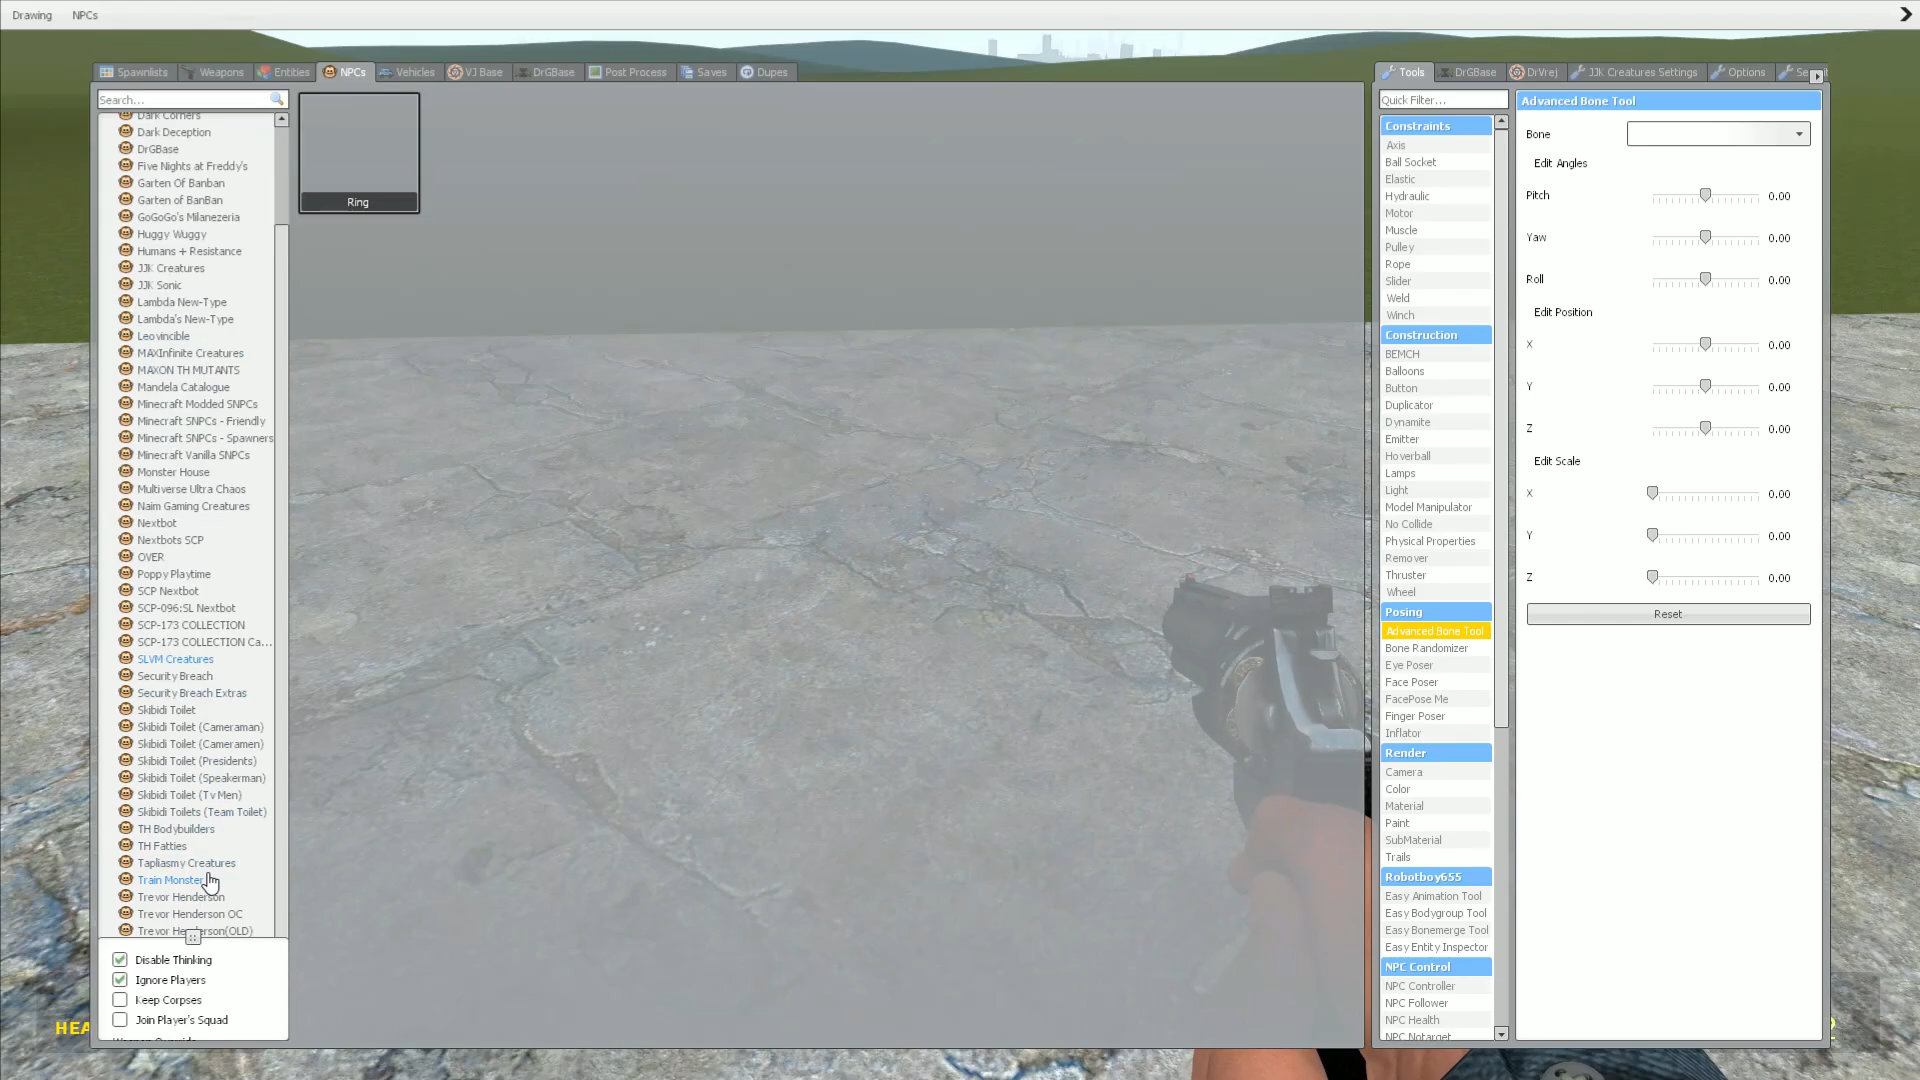 Drawing NPCs
Spawnlists Weapons Entities NPCs Vehicles VJ Base DrGBase Post Process Saves Dupes
Search...
Dark Corners
Dark Deception
DrGBase
Five Nights at Freddy's
Garten Of Banban
Garten of BanBan
GoGoGo's Milanezeria
Huggy Wuggy
Humans + Resistance
JJK Creatures
JJK Sonic
Lambda New-Type
Lambda's New-Type
Leovincible
MAXInfinite Creatures
MAXON TH MUTANTS
Mandela Catalogue
Minecraft Modded SNPCs
Minecraft SNPCs - Friendly
Minecraft SNPCs - Spawners
Minecraft Vanilla SNPCs
Monster House
Multiverse Ultra Chaos
Naim Gaming Creatures
Nextbot
Nextbots SCP
OVER
Poppy Playtime
SCP Nextbot
SCP-096:SL Nextbot
SCP-173 COLLECTION
SCP-173 COLLECTION Ca...
SLVM Creatures
Security Breach
Security Breach Extras
Skibidi Toilet
Skibidi Toilet (Cameraman)
Skibidi Toilet (Cameramen)
Skibidi Toilet (Presidents)
Skibidi Toilet (Speakerman)
Skibidi Toilet (Tv Men)
Skibidi Toilets (Team Toilet)
TH Bodybuilders
TH Fatties
Tapliasmy Creatures
Train Monster
Trevor Henderson
Trevor Henderson OC
Trevor Henderson(OLD)
Disable Thinking
Ignore Players
Keep Corpses
Join Player's Squad
Ring
Tools DrGBase DrVrej JJK Creatures Settings Options
Quick Filter...
Constraints
Axis
Ball Socket
Elastic
Hydraulic
Motor
Muscle
Pulley
Rope
Slider
Weld
Winch
Construction
BEMCH
Balloons
Button
Duplicator
Dynamite
Emitter
Hoverball
Lamps
Light
Model Manipulator
No Collide
Physical Properties
Remover
Thruster
Wheel
Posing
Advanced Bone Tool
Bone Randomizer
Eye Poser
Face Poser
FacePose Me
Finger Poser
Inflator
Render
Camera
Color
Material
Paint
SubMaterial
Trails
Robotboy655
Easy Animation Tool
Easy Bodygroup Tool
Easy Bonemerge Tool
Easy Entity Inspector
NPC Control
NPC Controller
NPC Follower
NPC Health
NPC Notarget
Advanced Bone Tool
Bone
Edit Angles
Pitch 0.00
Yaw 0.00
Roll 0.00
Edit Position
X 0.00
Y 0.00
Z 0.00
Edit Scale
X 0.00
Y 0.00
Z 0.00
Reset